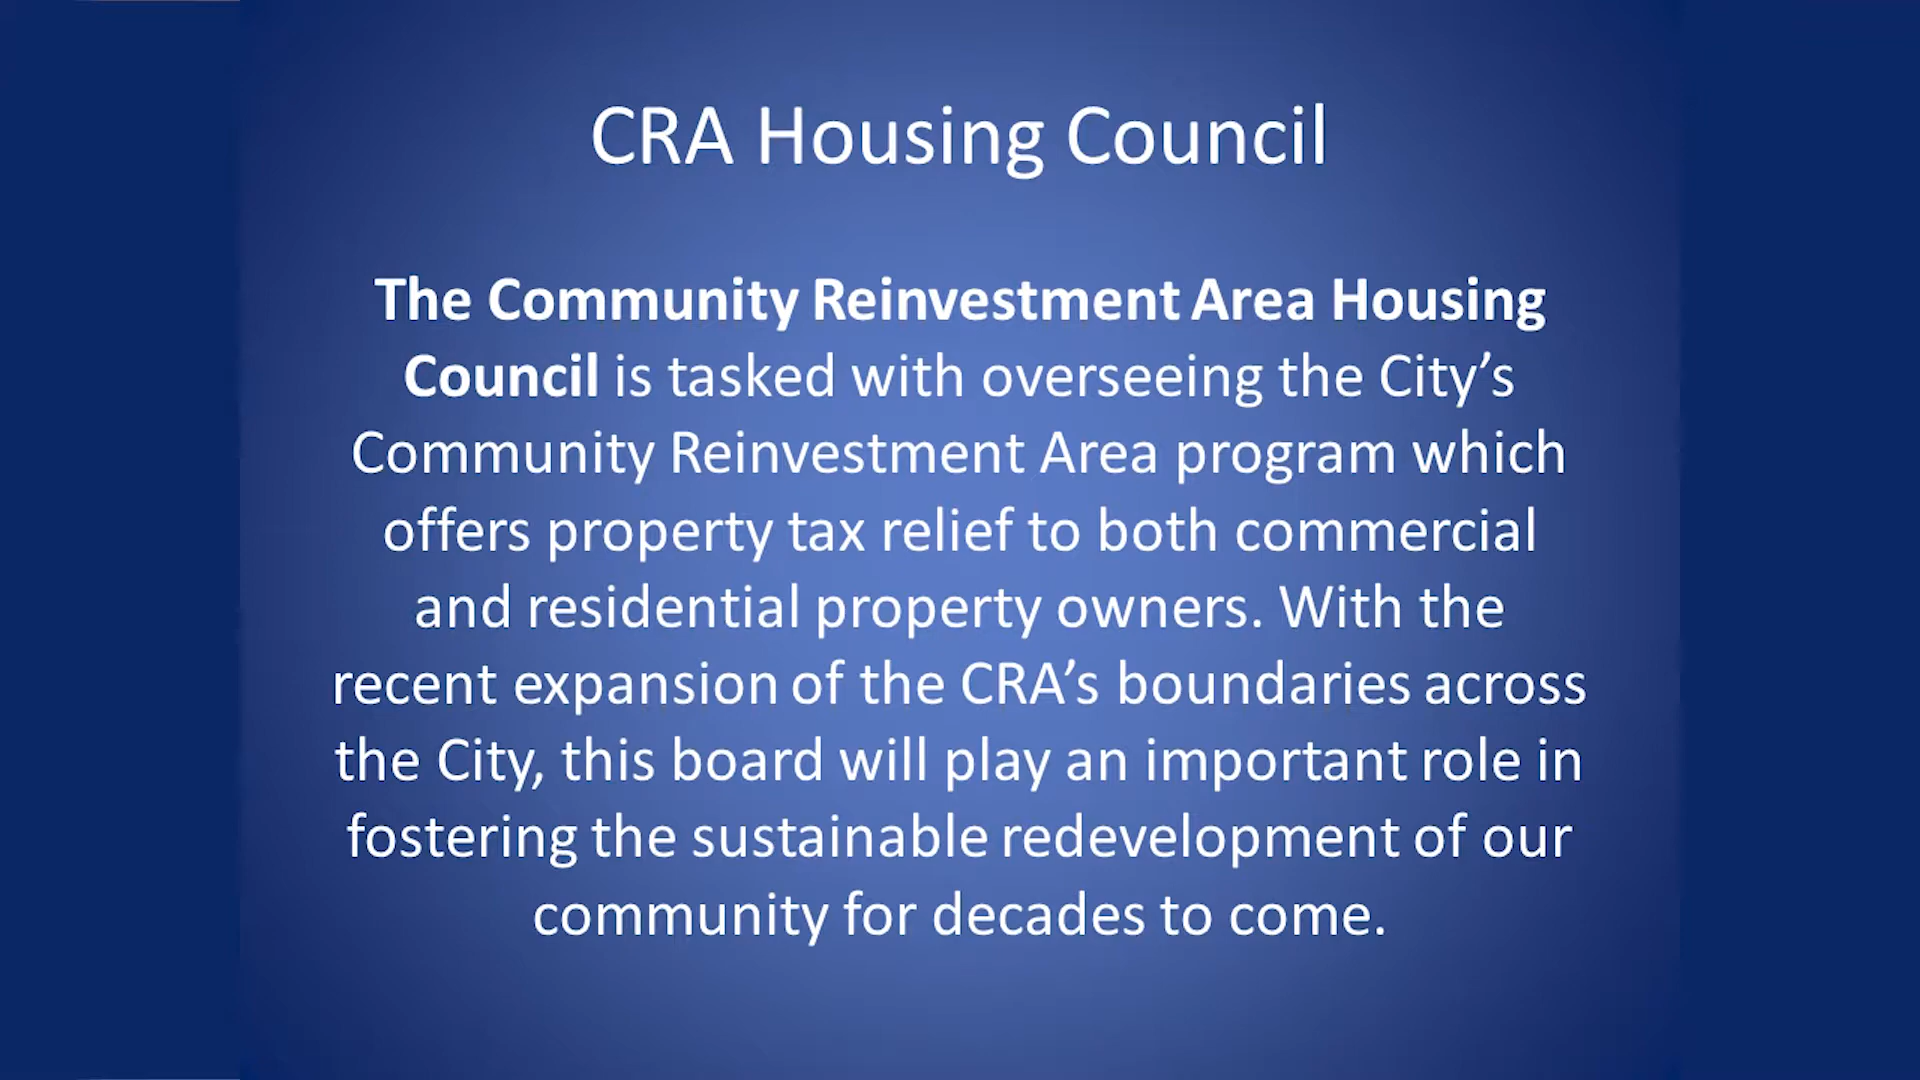 CRA Housing Council
The Community Reinvestment Area Housing
Council is tasked with overseeing the City’s
Community Reinvestment Area program which
offers property tax relief to both commercial
and residential property owners. With the
recent expansion of the CRA’s boundaries across
the City, this board will play an important role in
fostering the sustainable redevelopment of our
community for decades to come.